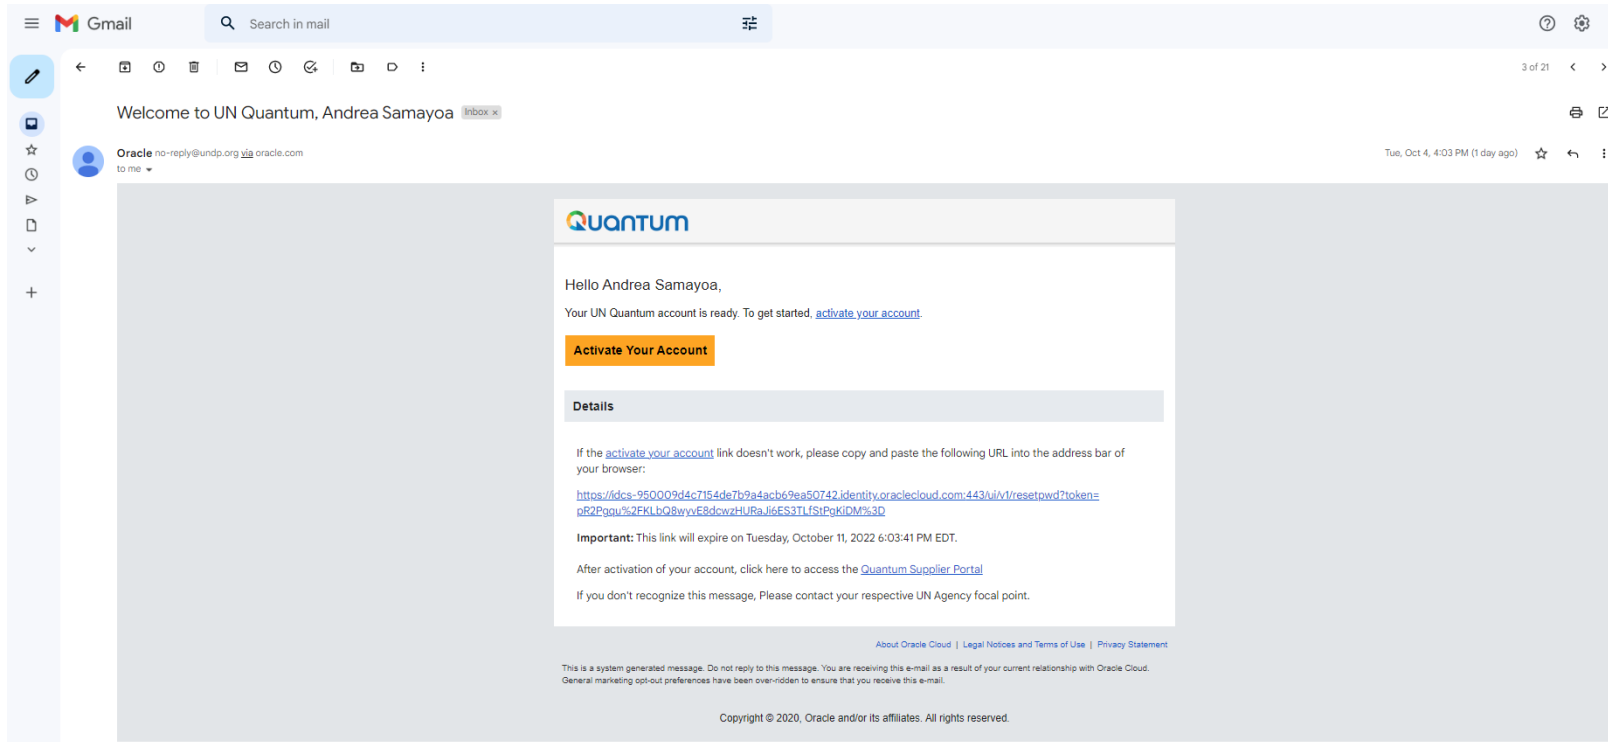 Gmail
Search in mail
3 of 21
Welcome to UN Quantum, Andrea Samayoa Inbox x
Oracle no-reply@undp.org via oracle.com
Tue, Oct 4, 4:03 PM (1 day ago)
to me
Quantum
Hello Andrea Samayoa,
Your UN Quantum account is ready. To get started, activate your account.
Activate Your Account
Details
If the activate your account link doesn't work, please copy and paste the following URL into the address bar of
your browser:
https://idcs-950009d4c7154de7b9a4acb69ea50742.identity.oraclecloud.com:443/ui/v1/resetpwd?token=
pR2Pgqu%2FKLbQ8wyvE8dcwzHURaJi6ES3TLfStPgKiDM%3D
Important: This link will expire on Tuesday, October 11, 2022 6:03:41 PM EDT.
After activation of your account, click here to access the Quantum Supplier Portal
If you don't recognize this message, Please contact your respective UN Agency focal point.
About Oracle Cloud | Legal Notices and Terms of Use | Privacy Statement
This is a system generated message. Do not reply to this message. You are receiving this e-mail as a result of your current relationship with Oracle Cloud.
General marketing opt-out preferences have been over-ridden to ensure that you receive this e-mail.
Copyright © 2020, Oracle and/or its affiliates. All rights reserved.